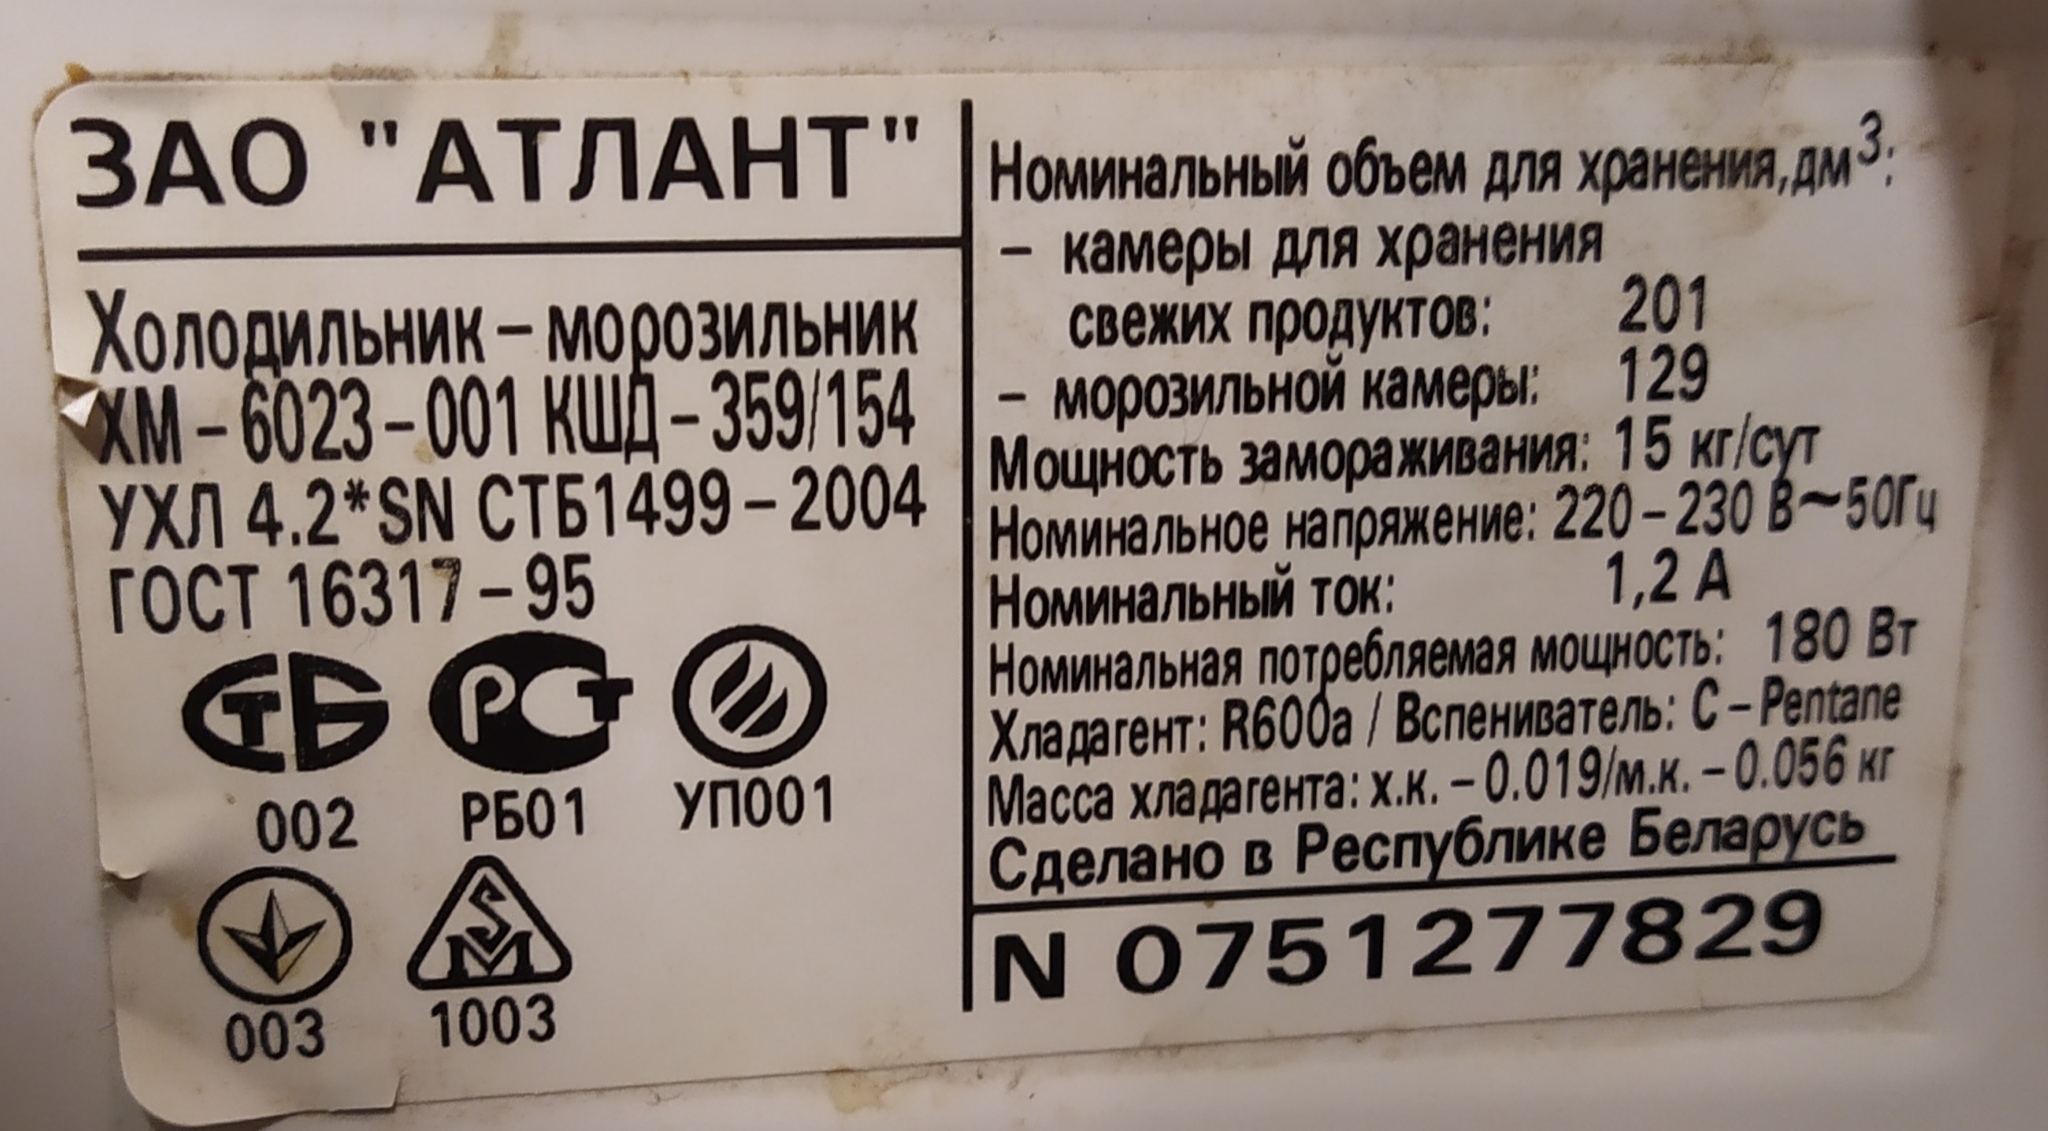 ЗАО "АТЛАНТ"
Холодильник – морозильник
ХМ – 6023 – 001 КШД – 359/154
УХЛ 4.2*SN СТБ1499 – 2004
ГОСТ 16317 – 95
СТБ
РСТ
002
РБ01
УП001
SM
003
1003
Номинальный объем для хранения, дм³:
– камеры для хранения
свежих продуктов: 201
– морозильной камеры: 129
Мощность замораживания: 15 кг/сут
Номинальное напряжение: 220 – 230 В ~ 50Гц
Номинальный ток: 1,2 А
Номинальная потребляемая мощность: 180 Вт
Хладагент: R600a / Вспениватель: C – Pentane
Масса хладагента: х.к. – 0.019/м.к. – 0.056 кг
Сделано в Республике Беларусь
N 0751277829